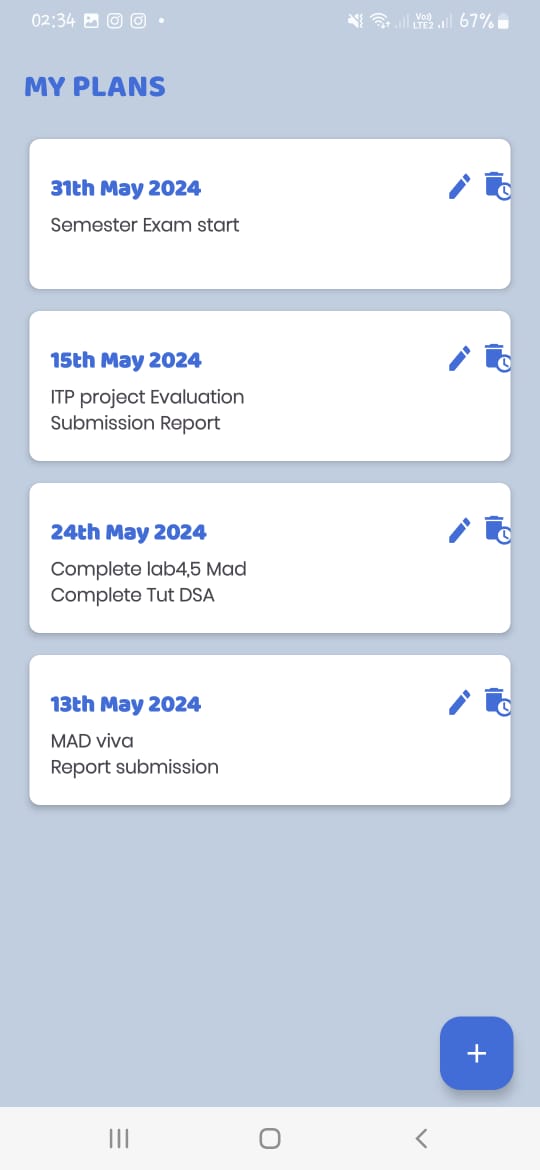 02:34
Vo))
LTE2
67%
MY PLANS
31th May 2024
Semester Exam start
15th May 2024
ITP project Evaluation
Submission Report
24th May 2024
Complete lab4,5 Mad
Complete Tut DSA
13th May 2024
MAD viva
Report submission
+